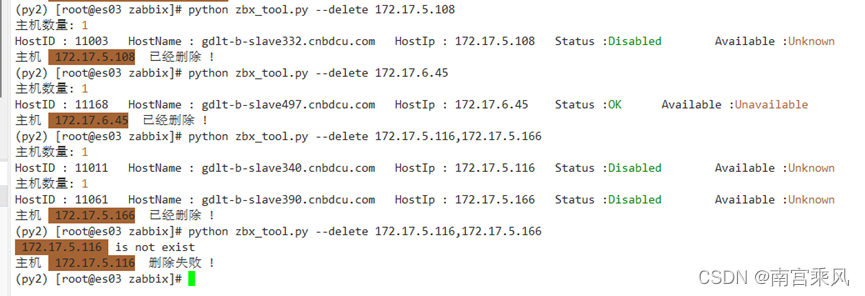 (py2) [root@es03 zabbix]# python zbx_tool.py --delete 172.17.5.108
主机数量: 1
HostID : 11003 HostName : gdlt-b-slave332.cnbdcu.com HostIp : 172.17.5.108 Status :Disabled Available :Unknown
主机 172.17.5.108 已经删除 !
(py2) [root@es03 zabbix]# python zbx_tool.py --delete 172.17.6.45
主机数量: 1
HostID : 11168 HostName : gdlt-b-slave497.cnbdcu.com HostIp : 172.17.6.45 Status :OK Available :Unavailable
主机 172.17.6.45 已经删除 !
(py2) [root@es03 zabbix]# python zbx_tool.py --delete 172.17.5.116,172.17.5.166
主机数量: 1
HostID : 11011 HostName : gdlt-b-slave340.cnbdcu.com HostIp : 172.17.5.116 Status :Disabled Available :Unknown
主机数量: 1
HostID : 11061 HostName : gdlt-b-slave390.cnbdcu.com HostIp : 172.17.5.166 Status :Disabled Available :Unknown
主机 172.17.5.166 已经删除 !
(py2) [root@es03 zabbix]# python zbx_tool.py --delete 172.17.5.116,172.17.5.166
172.17.5.116 is not exist
主机 172.17.5.116 删除失败 !
(py2) [root@es03 zabbix]#
CSDN @南宫乘风